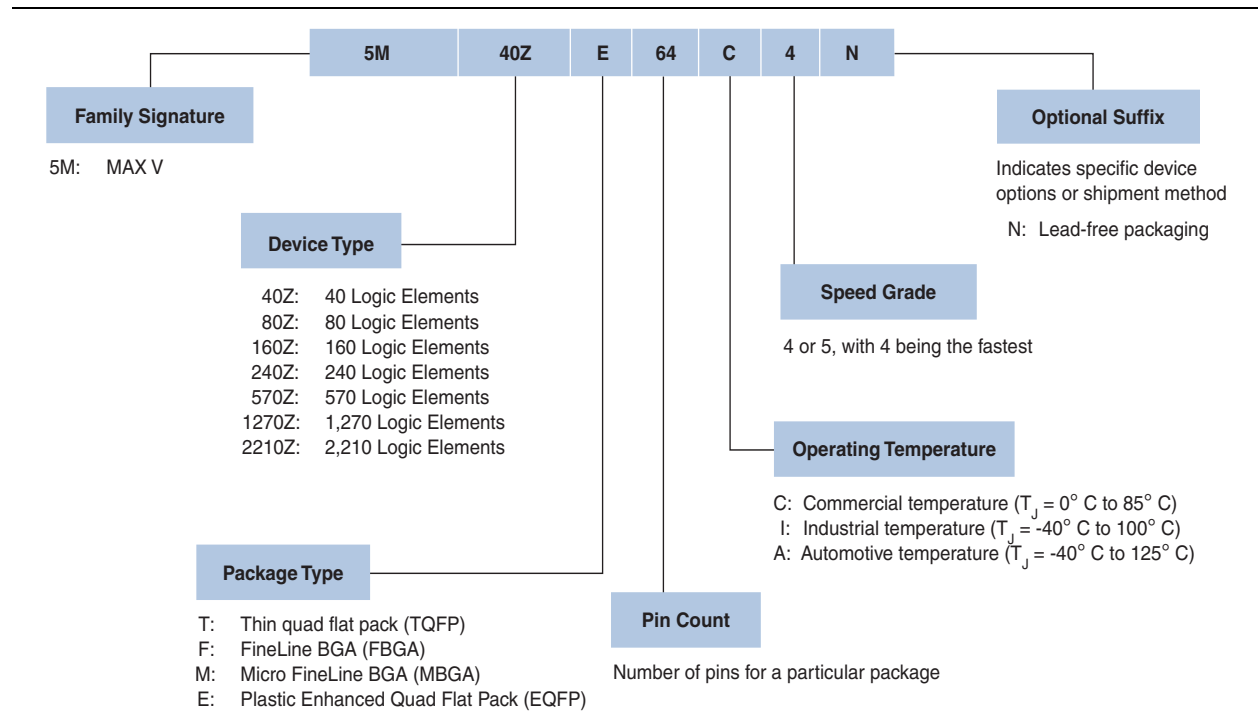 5M 40Z E 64 C 4 N
Family Signature
5M: MAX V
Optional Suffix
Indicates specific device
options or shipment method
N: Lead-free packaging
Device Type
40Z: 40 Logic Elements
80Z: 80 Logic Elements
160Z: 160 Logic Elements
240Z: 240 Logic Elements
570Z: 570 Logic Elements
1270Z: 1,270 Logic Elements
2210Z: 2,210 Logic Elements
Speed Grade
4 or 5, with 4 being the fastest
Operating Temperature
C: Commercial temperature (TJ = 0° C to 85° C)
I: Industrial temperature (TJ = -40° C to 100° C)
A: Automotive temperature (TJ = -40° C to 125° C)
Package Type
T: Thin quad flat pack (TQFP)
F: FineLine BGA (FBGA)
M: Micro FineLine BGA (MBGA)
E: Plastic Enhanced Quad Flat Pack (EQFP)
Pin Count
Number of pins for a particular package